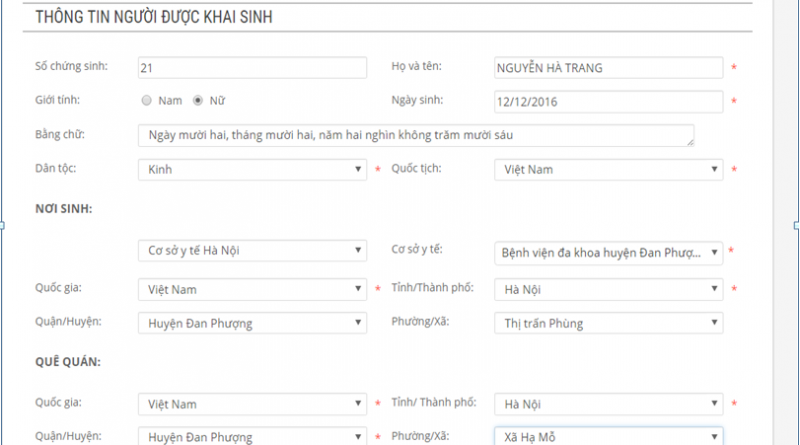 THÔNG TIN NGƯỜI ĐƯỢC KHAI SINH
Số chứng sinh: 21 Họ và tên: NGUYỄN HÀ TRANG *
Giới tính: Nam Nữ Ngày sinh: 12/12/2016 *
Bằng chữ: Ngày mười hai, tháng mười hai, năm hai nghìn không trăm mười sáu
Dân tộc: Kinh * Quốc tịch: Việt Nam *
NƠI SINH:
Cơ sở y tế Hà Nội Cơ sở y tế: Bệnh viện đa khoa huyện Đan Phượ... *
Quốc gia: Việt Nam * Tỉnh/Thành phố: Hà Nội *
Quận/Huyện: Huyện Đan Phượng Phường/Xã: Thị trấn Phùng
QUÊ QUÁN:
Quốc gia: Việt Nam * Tỉnh/ Thành phố: Hà Nội *
Quận/Huyện: Huyện Đan Phượng * Phường/Xã: Xã Hạ Mỗ *